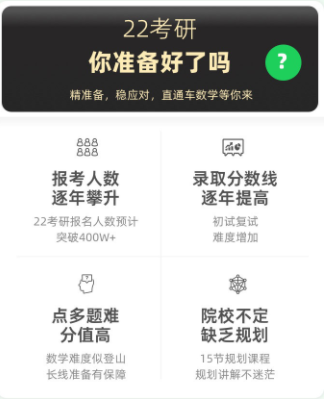 22考研
你准备好了吗
?
精准备，稳应对，直通车数学等你来
888
888
报考人数
逐年攀升
22考研报名人数预计
突破400W+
录取分数线
逐年提高
初试复试
难度增加
点多题难
分值高
数学难度似登山
长线准备有保障
院校不定
缺乏规划
15节规划课程
规划讲解不迷茫